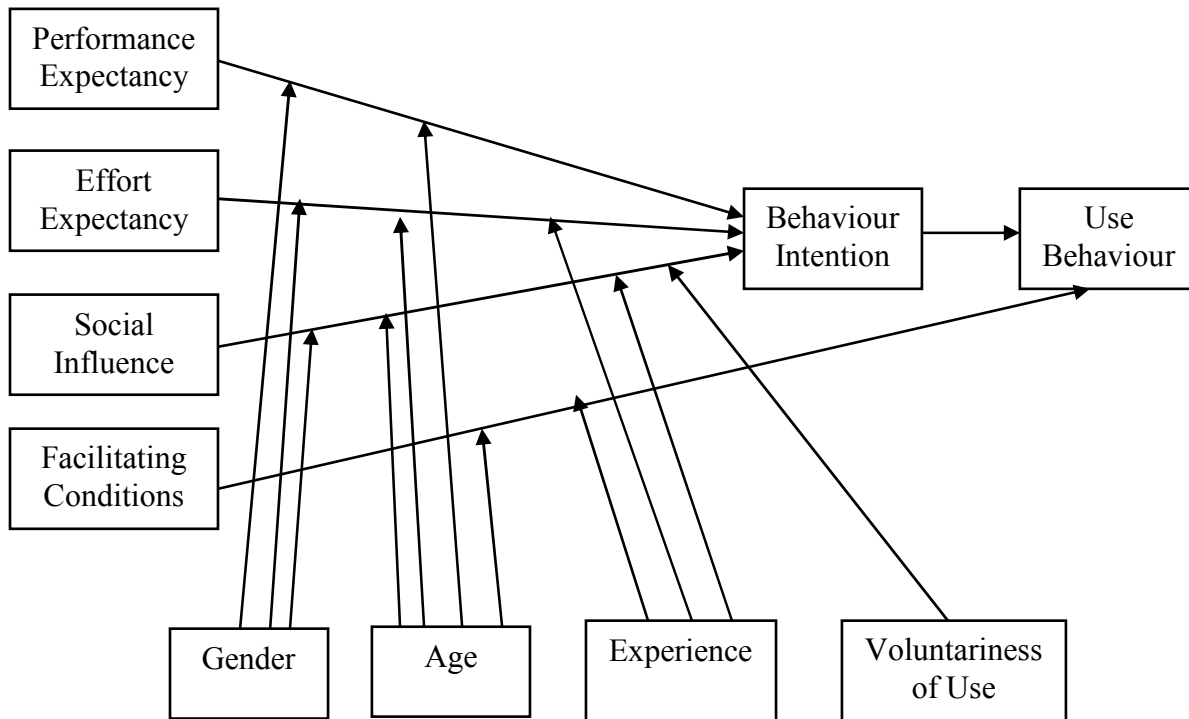 Performance
Expectancy
Effort
Expectancy
Behaviour
Intention
Use
Behaviour
Social
Influence
Facilitating
Conditions
Gender
Age
Experience
Voluntariness
of Use